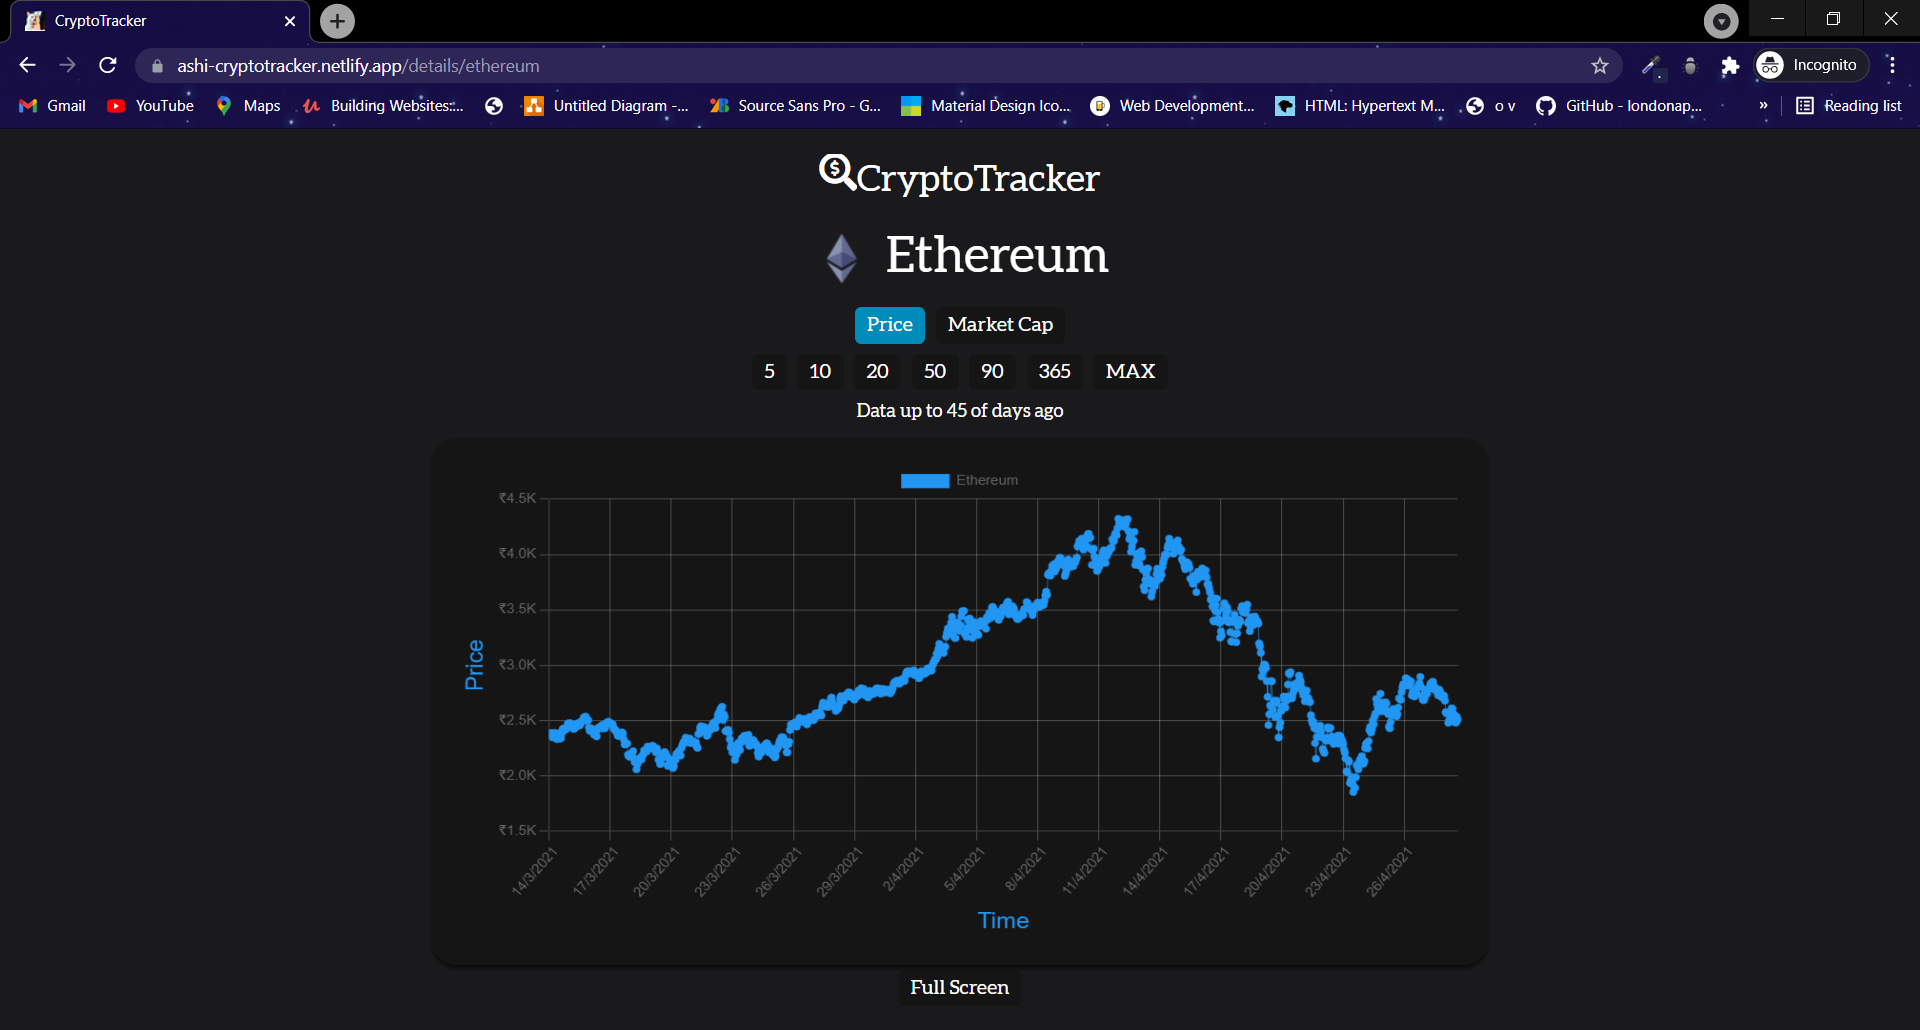 CryptoTracker
ashi-cryptotracker.netlify.app/details/ethereum
Incognito
Gmail YouTube Maps Building Websites:... Untitled Diagram -... Source Sans Pro - G... Material Design Ico... Web Development... HTML: Hypertext M... o v GitHub - londonap... » Reading list
CryptoTracker
Ethereum
Price Market Cap
5 10 20 50 90 365 MAX
Data up to 45 of days ago
Ethereum
₹4.5K
₹4.0K
₹3.5K
₹3.0K
₹2.5K
₹2.0K
₹1.5K
Price
14/3/2021 17/3/2021 20/3/2021 23/3/2021 26/3/2021 29/3/2021 2/4/2021 5/4/2021 8/4/2021 11/4/2021 14/4/2021 17/4/2021 20/4/2021 23/4/2021 26/4/2021
Time
Full Screen